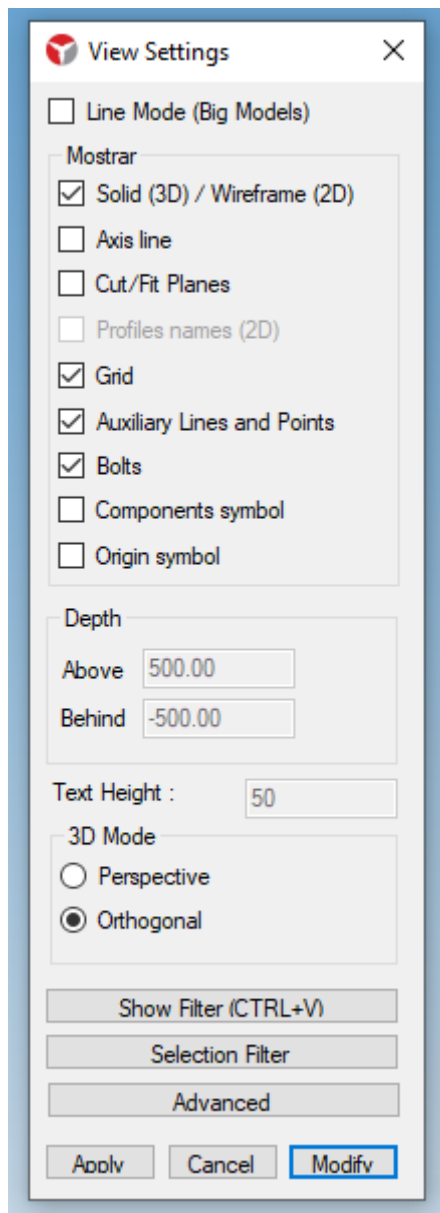 View Settings
Line Mode (Big Models)
Mostrar
Solid (3D) / Wireframe (2D)
Axis line
Cut/Fit Planes
Profiles names (2D)
Grid
Auxiliary Lines and Points
Bolts
Components symbol
Origin symbol
Depth
Above 500.00
Behind -500.00
Text Height : 50
3D Mode
Perspective
Orthogonal
Show Filter (CTRL+V)
Selection Filter
Advanced
Apply Cancel Modify